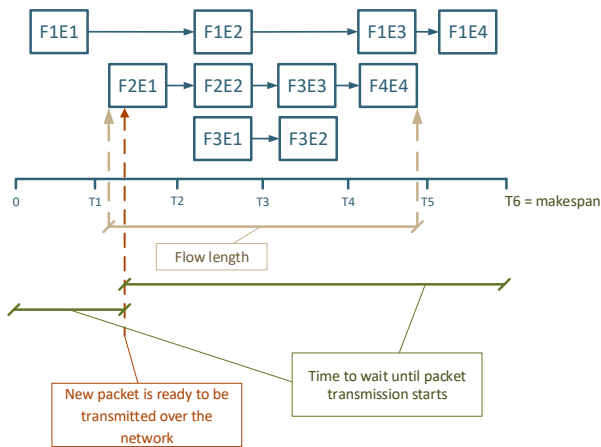 F1E1 F1E2 F1E3 F1E4
F2E1 F2E2 F3E3 F4E4
F3E1 F3E2
0 T1 T2 T3 T4 T5 T6 = makespan
Flow length
New packet is ready to be
transmitted over the
network
Time to wait until packet
transmission starts